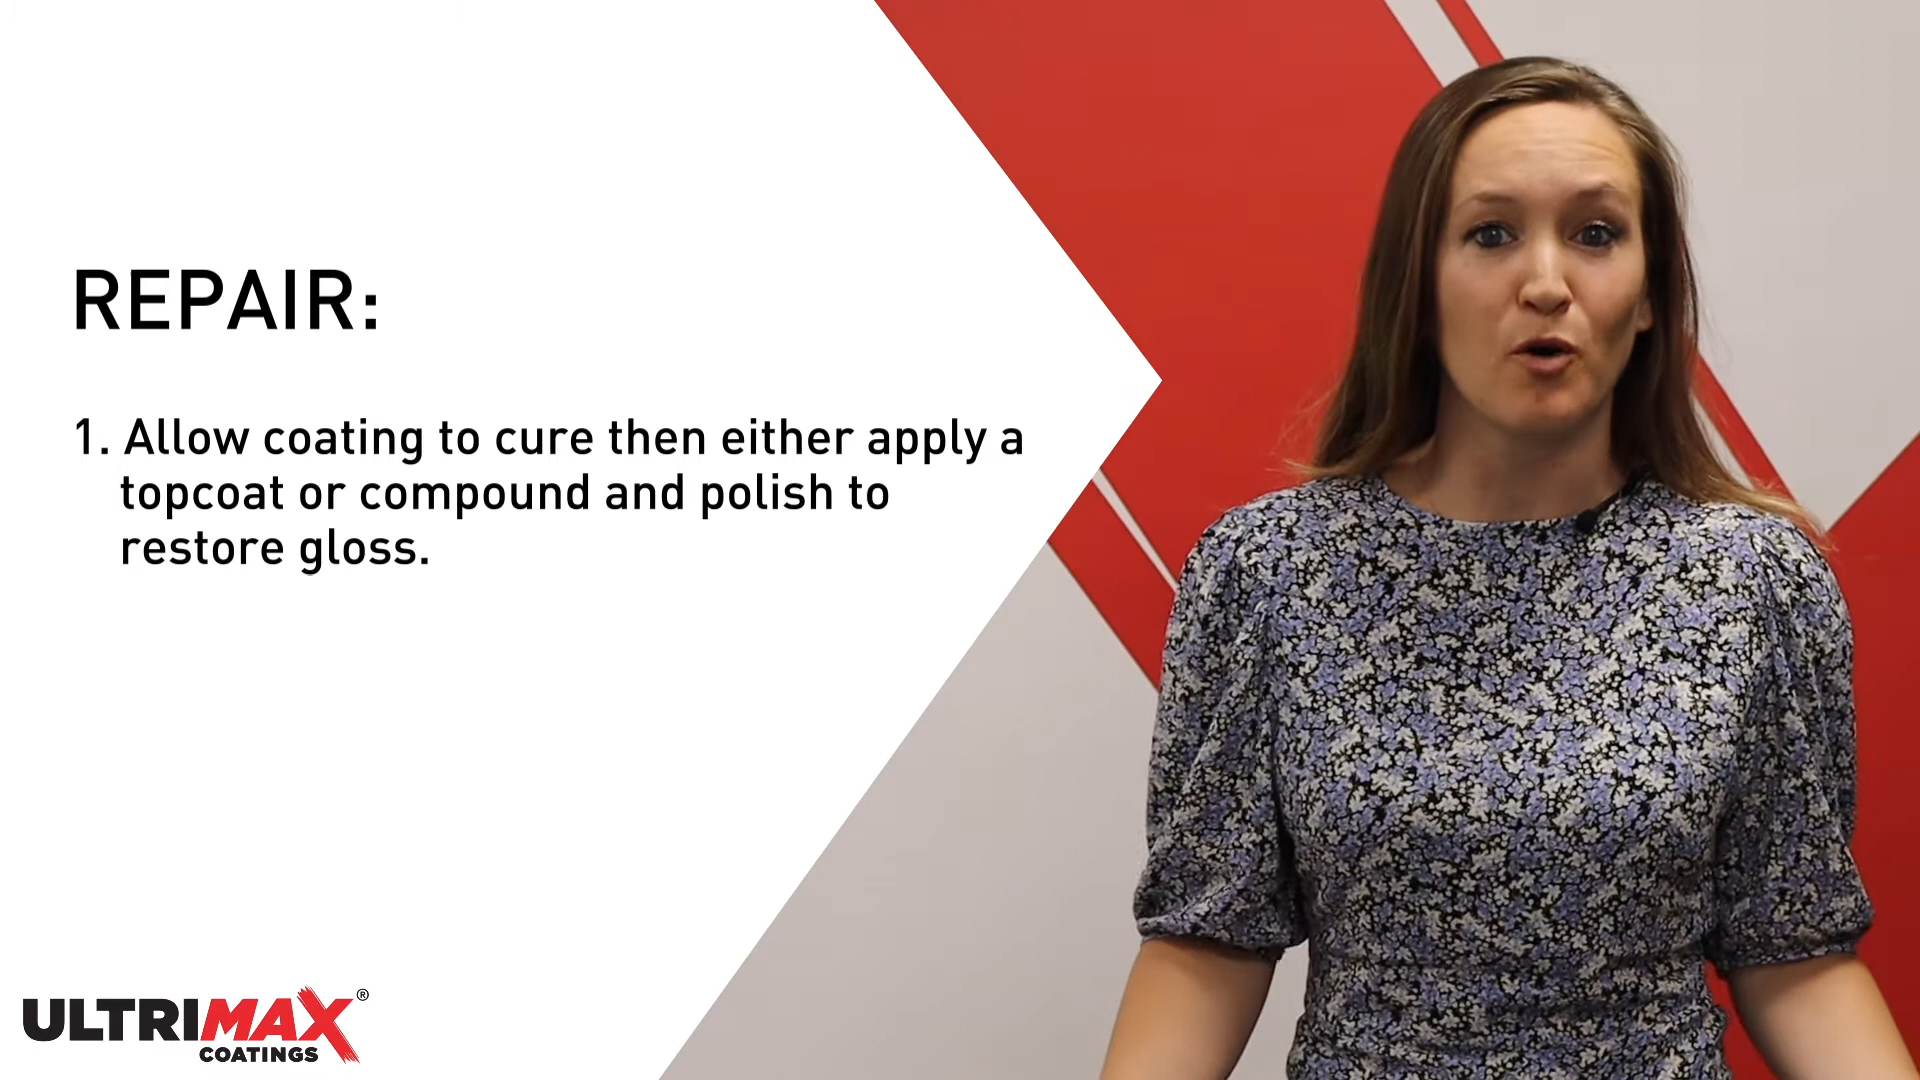 REPAIR:
1. Allow coating to cure then either apply a
topcoat or compound and polish to
restore gloss.
ULTRIMAX®
COATINGS